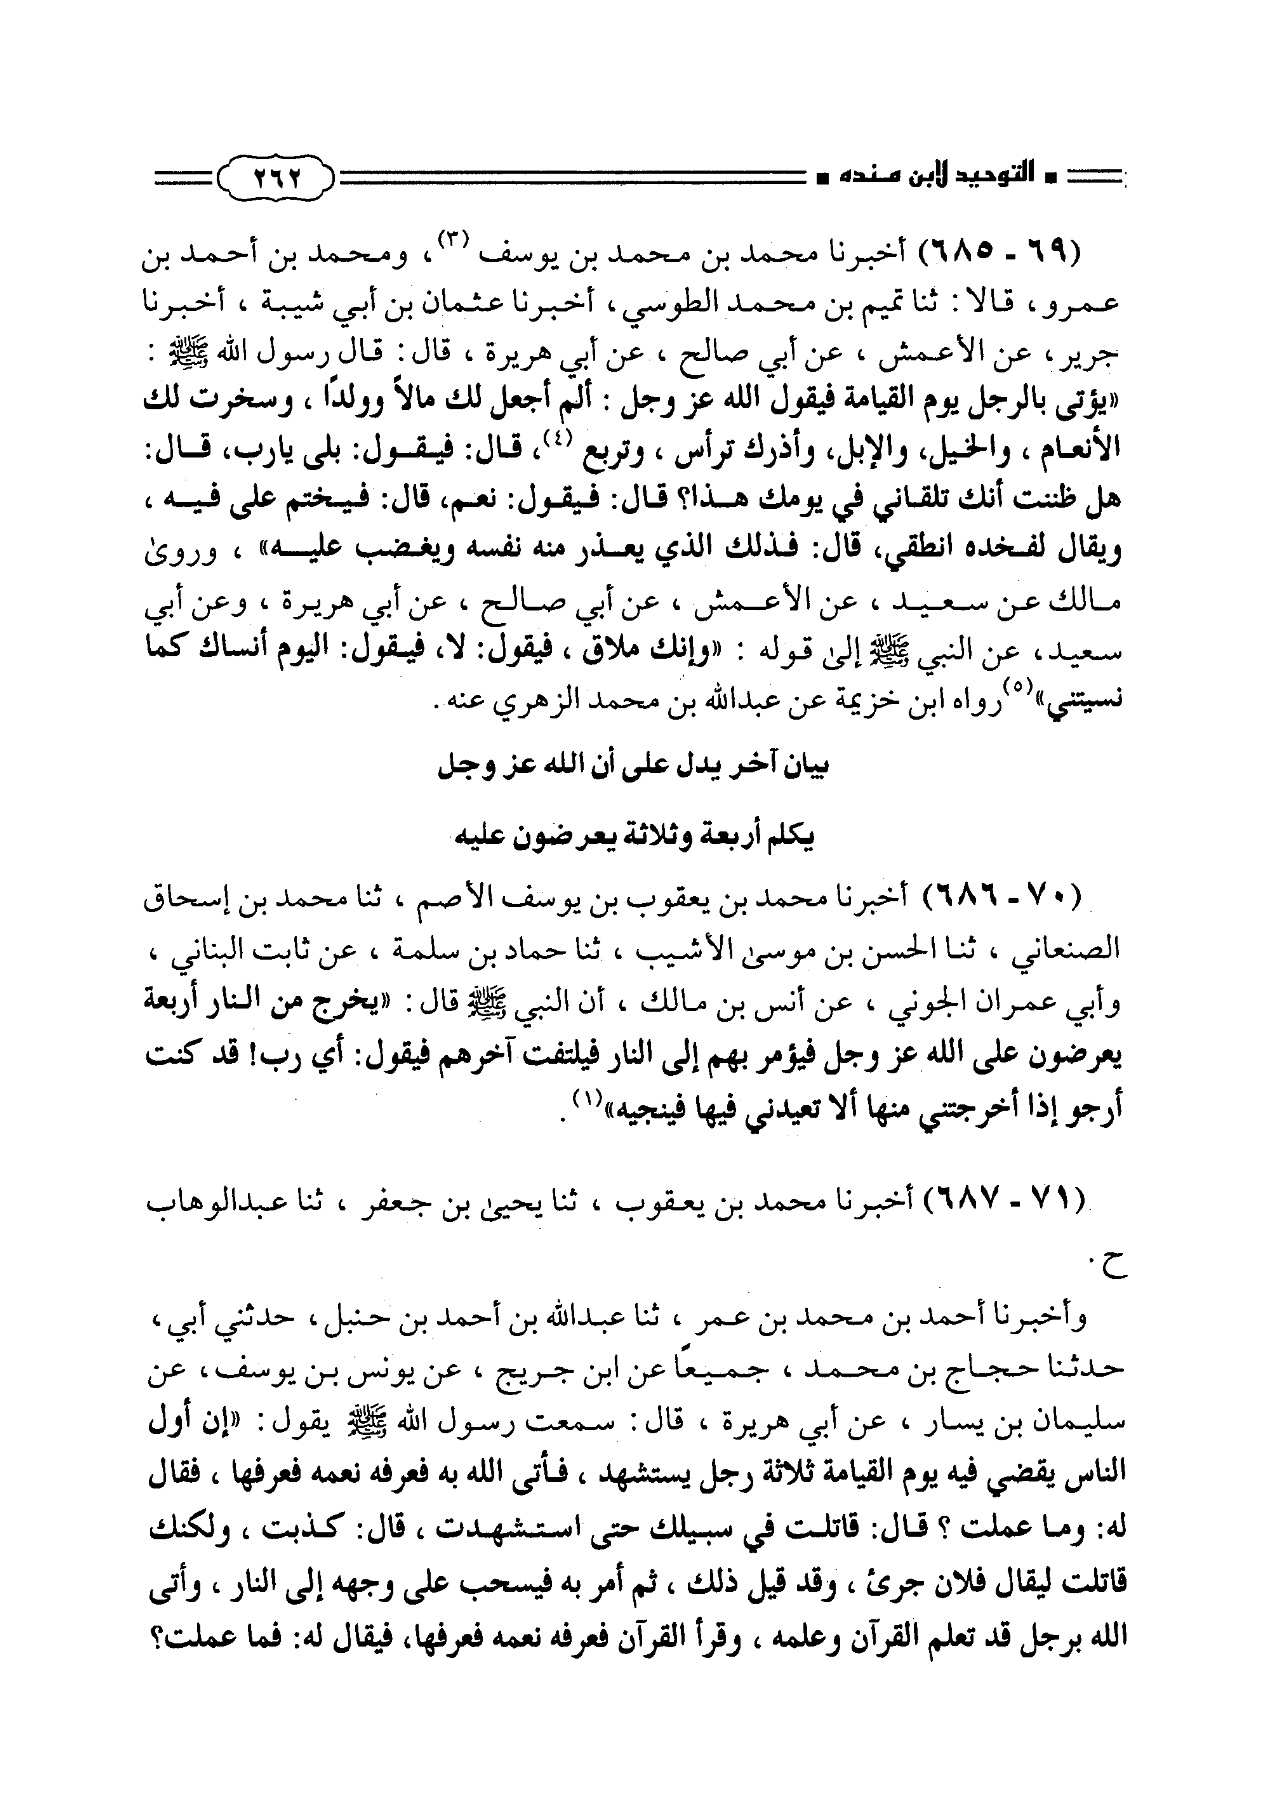 ▪ التوحيد لابن منده ▪ ٢٦٢
(٦٩ - ٦٨٥) أخبرنا محمد بن محمد بن يوسف (٣)، ومحمد بن أحمد بن
عمرو، قالا: ثنا تميم بن محمد الطوسي، أخبرنا عثمان بن أبي شيبة ، أخبرنا
جرير، عن الأعمش ، عن أبي صالح ، عن أبي هريرة ، قال: قال رسول الله ﷺ :
«يؤتى بالرجل يوم القيامة فيقول الله عز وجل : ألم أجعل لك مالاً وولدًا ، وسخرت لك
الأنعام ، والخيل، والإبل، وأذرك ترأس ، وتربع (٤)، قال: فيقول: بلى يارب، قال:
هل ظننت أنك تلقاني في يومك هذا؟ قال: فيقول: نعم، قال: فيختم على فيه ،
ويقال لفخده انطقي، قال: فذلك الذي يعذر منه نفسه ويغضب عليه» ، وروىٰ
مالك عن سعيد ، عن الأعمش ، عن أبي صالح ، عن أبي هريرة ، وعن أبي
سعيد، عن النبي ﷺ إلىٰ قوله : «وإنك ملاق ، فيقول: لا، فيقول: اليوم أنساك كما
نسيتني»(٥) رواه ابن خزيمة عن عبدالله بن محمد الزهري عنه .
بيان آخر يدل على أن الله عز وجل
يكلم أربعة وثلاثة يعرضون عليه
(٧٠ - ٦٨٦) أخبرنا محمد بن يعقوب بن يوسف الأصم ، ثنا محمد بن إسحاق
الصنعاني ، ثنا الحسن بن موسىٰ الأشيب ، ثنا حماد بن سلمة ، عن ثابت البناني ،
وأبي عمران الجوني ، عن أنس بن مالك ، أن النبي ﷺ قال : «يخرج من النار أربعة
يعرضون على الله عز وجل فيؤمر بهم إلى النار فيلتفت آخرهم فيقول: أي رب! قد كنت
أرجو إذا أخرجتني منها ألا تعيدني فيها فينجيه»(١) .
(٧١ - ٦٨٧) أخبرنا محمد بن يعقوب ، ثنا يحيىٰ بن جعفر ، ثنا عبدالوهاب
ح .
وأخبرنا أحمد بن محمد بن عمر ، ثنا عبدالله بن أحمد بن حنبل، حدثني أبي،
حدثنا حجاج بن محمد ، جميعًا عن ابن جريج ، عن يونس بن يوسف، عن
سليمان بن يسار ، عن أبي هريرة ، قال : سمعت رسول الله ﷺ يقول : «إن أول
الناس يقضي فيه يوم القيامة ثلاثة رجل يستشهد ، فأتى الله به فعرفه نعمه فعرفها ، فقال
له: وما عملت ؟ قال: قاتلت في سبيلك حتى استشهدت ، قال: كذبت ، ولكنك
قاتلت ليقال فلان جرئ ، وقد قيل ذلك ، ثم أمر به فيسحب على وجهه إلى النار ، وأتى
الله برجل قد تعلم القرآن وعلمه ، وقرأ القرآن فعرفه نعمه فعرفها، فيقال له: فما عملت؟